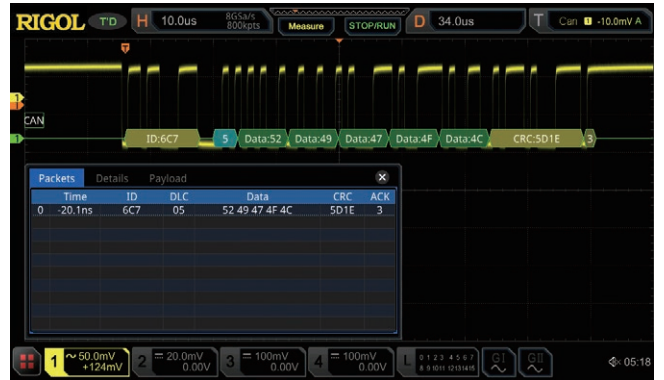 RIGOL T'D H 10.0us 8GSa/s 800kpts Measure STOP/RUN D 34.0us T Can 1 -10.0mV A
T
1
CAN
1 ID:6C7 5 Data:52 Data:49 Data:47 Data:4F Data:4C CRC:5D1E 3
Packets Details Payload
Time ID DLC Data CRC ACK
0 -20.1ns 6C7 05 52 49 47 4F 4C 5D1E 3
1 50.0mV +124mV 2 20.0mV 0.00V 3 100mV 0.00V 4 100mV 0.00V L 0 1 2 3 4 5 6 7 8 9 10 11 12 13 14 15 GI GII 05:18